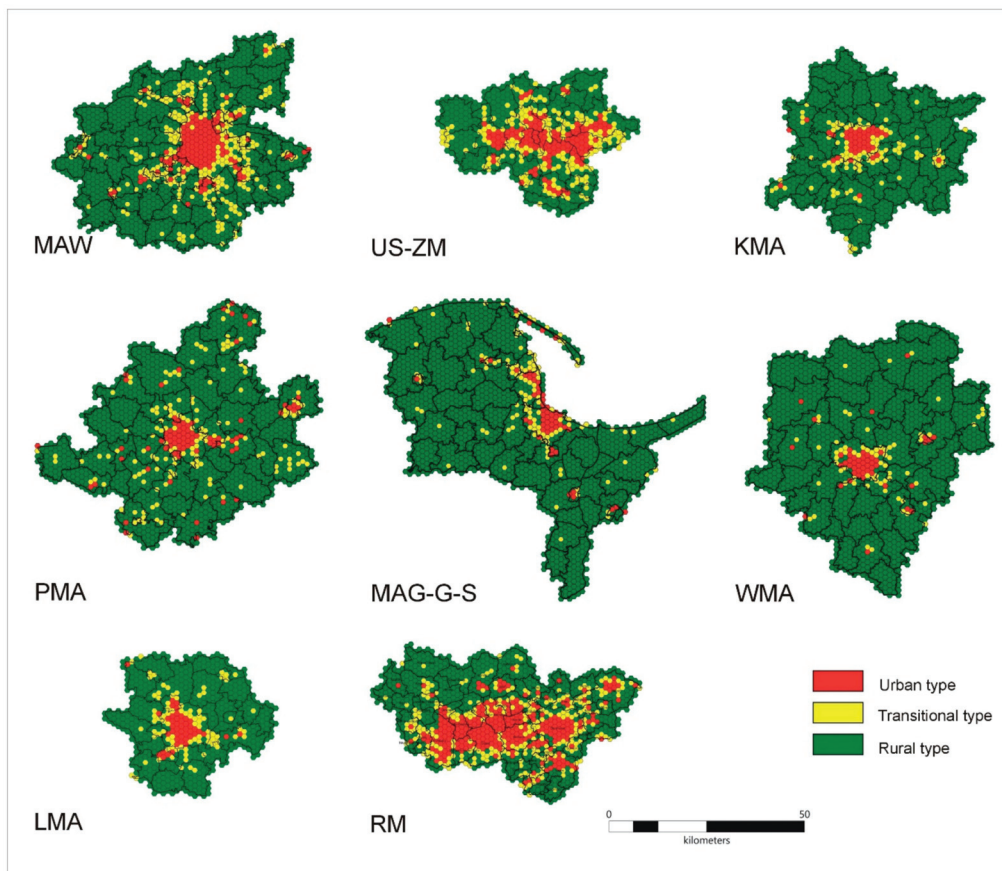 MAW
US-ZM
KMA
PMA
MAG-G-S
WMA
Urban type
Transitional type
Rural type
LMA
RM
0
50
kilometers